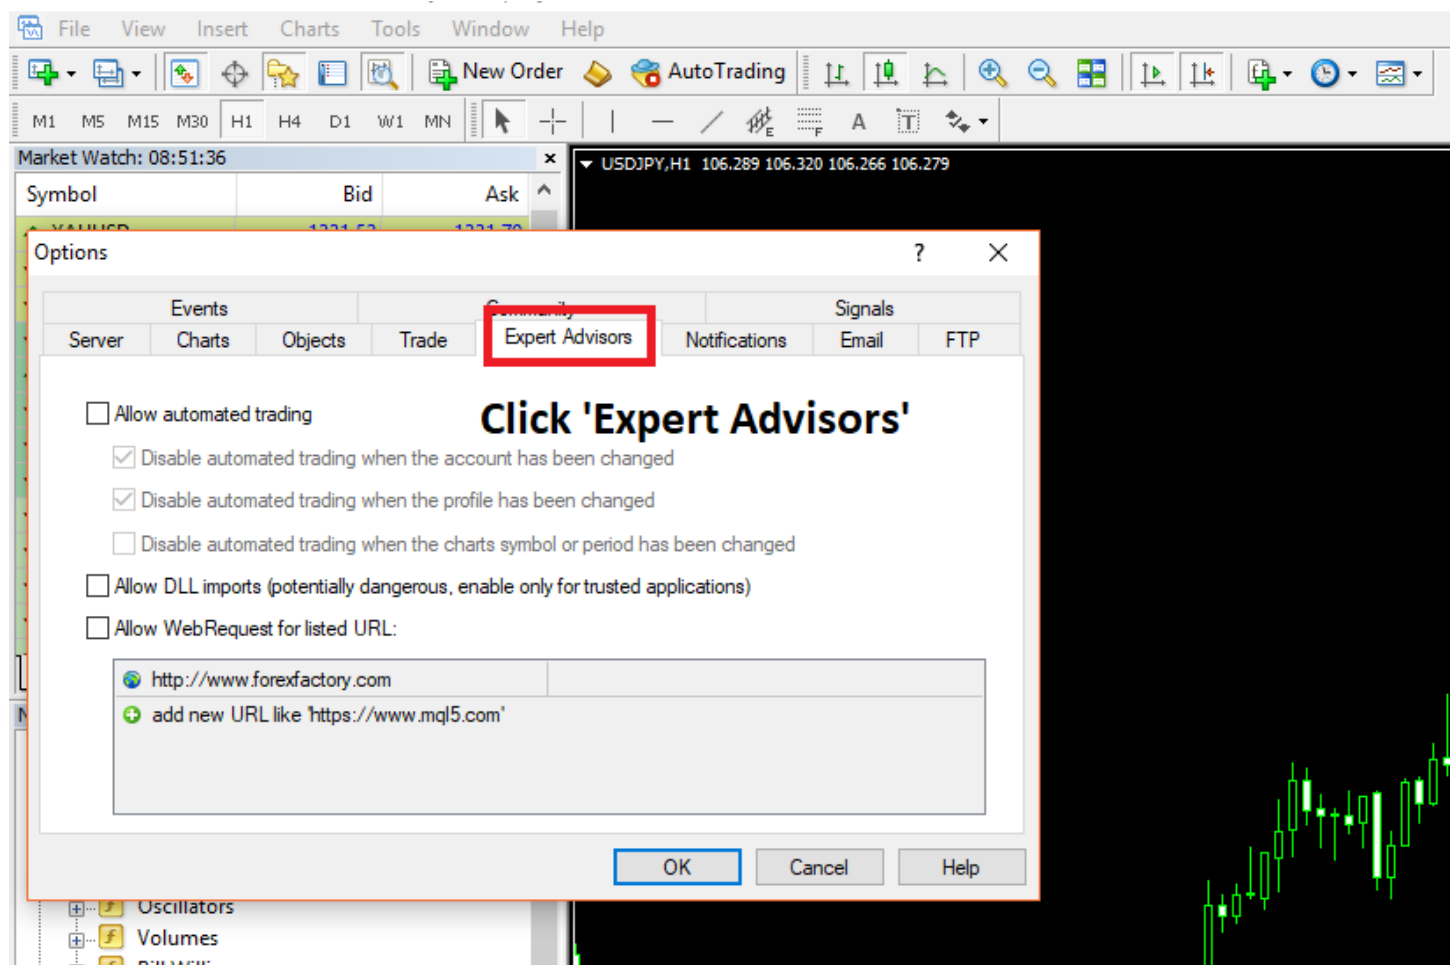 File View Insert Charts Tools Window Help
New Order AutoTrading
M1 M5 M15 M30 H1 H4 D1 W1 MN E F A T
Market Watch: 08:51:36
USDJPY,H1 106.289 106.320 106.266 106.279
Symbol Bid Ask
XAUUSD
Options ? X
Events Community Signals
Server Charts Objects Trade Expert Advisors Notifications Email FTP
Allow automated trading
Click 'Expert Advisors'
Disable automated trading when the account has been changed
Disable automated trading when the profile has been changed
Disable automated trading when the charts symbol or period has been changed
Allow DLL imports (potentially dangerous, enable only for trusted applications)
Allow WebRequest for listed URL:
http://www.forexfactory.com
add new URL like 'https://www.mql5.com'
OK Cancel Help
Oscillators
Volumes